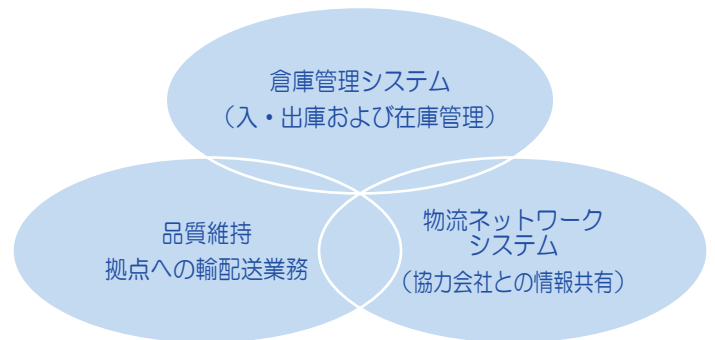 倉庫管理システム
（入・出庫および在庫管理）
品質維持
拠点への輸配送業務
物流ネットワーク
システム
（協力会社との情報共有）